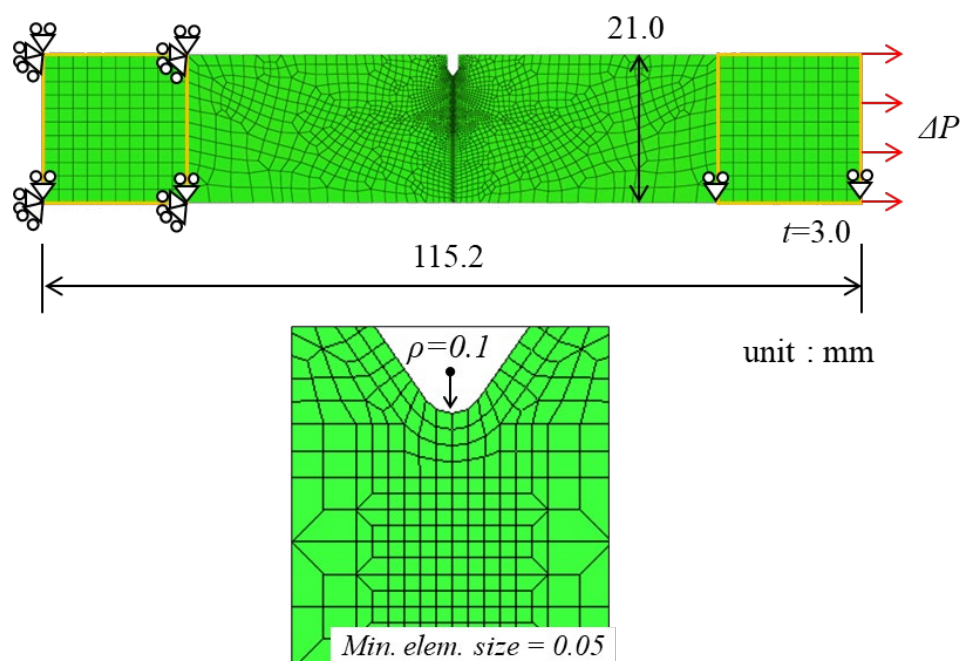 21.0
ΔP
t=3.0
115.2
unit : mm
ρ=0.1
Min. elem. size = 0.05